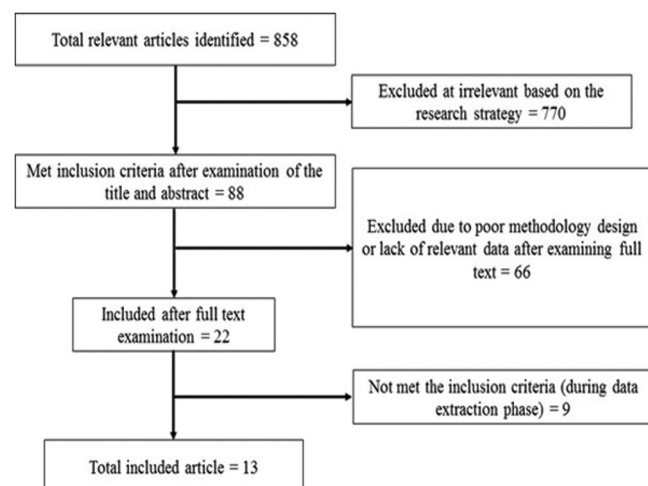 Total relevant articles identified = 858
Excluded at irrelevant based on the
research strategy = 770
Met inclusion criteria after examination of the
title and abstract = 88
Excluded due to poor methodology design
or lack of relevant data after examining full
text = 66
Included after full text
examination = 22
Not met the inclusion criteria (during data
extraction phase) = 9
Total included article = 13